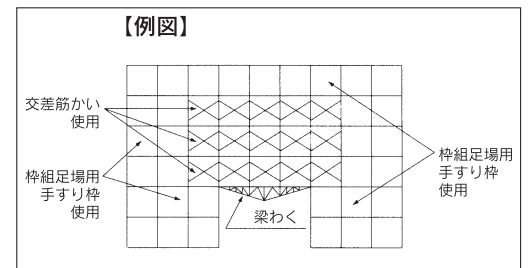 【例図】
交差筋かい
使用
枠組足場用
手すり枠
使用
梁わく
枠組足場用
手すり枠
使用